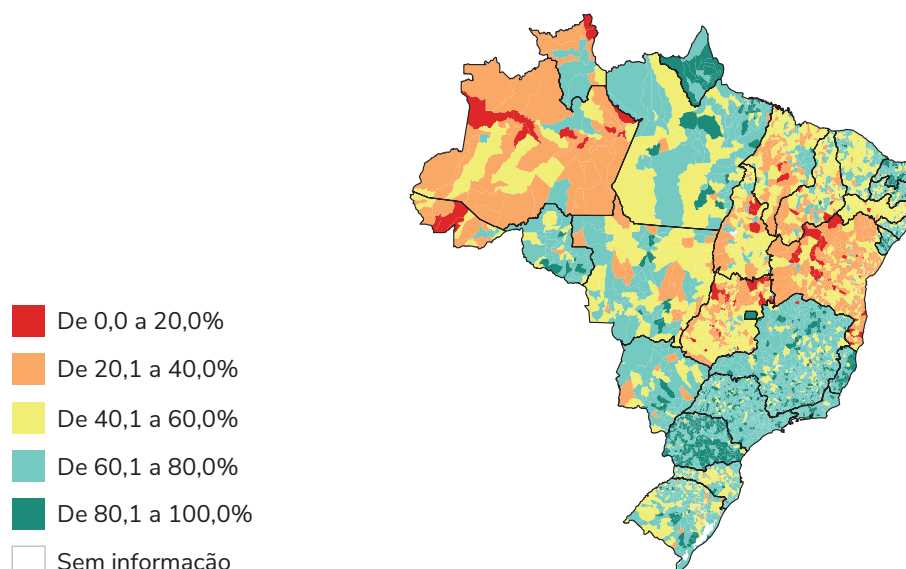 De 0,0 a 20,0%
De 20,1 a 40,0%
De 40,1 a 60,0%
De 60,1 a 80,0%
De 80,1 a 100,0%
Sem informação